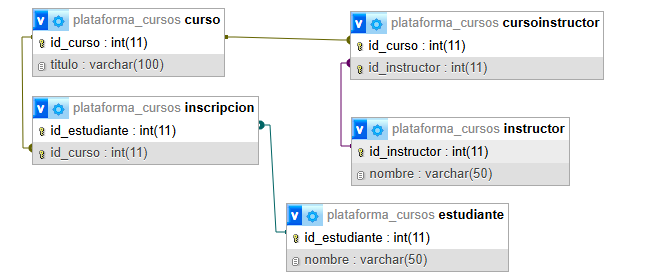 plataforma_cursos curso
id_curso : int(11)
titulo : varchar(100)
plataforma_cursos cursoinstructor
id_curso : int(11)
id_instructor : int(11)
plataforma_cursos inscripcion
id_estudiante : int(11)
id_curso : int(11)
plataforma_cursos instructor
id_instructor : int(11)
nombre : varchar(50)
plataforma_cursos estudiante
id_estudiante : int(11)
nombre : varchar(50)